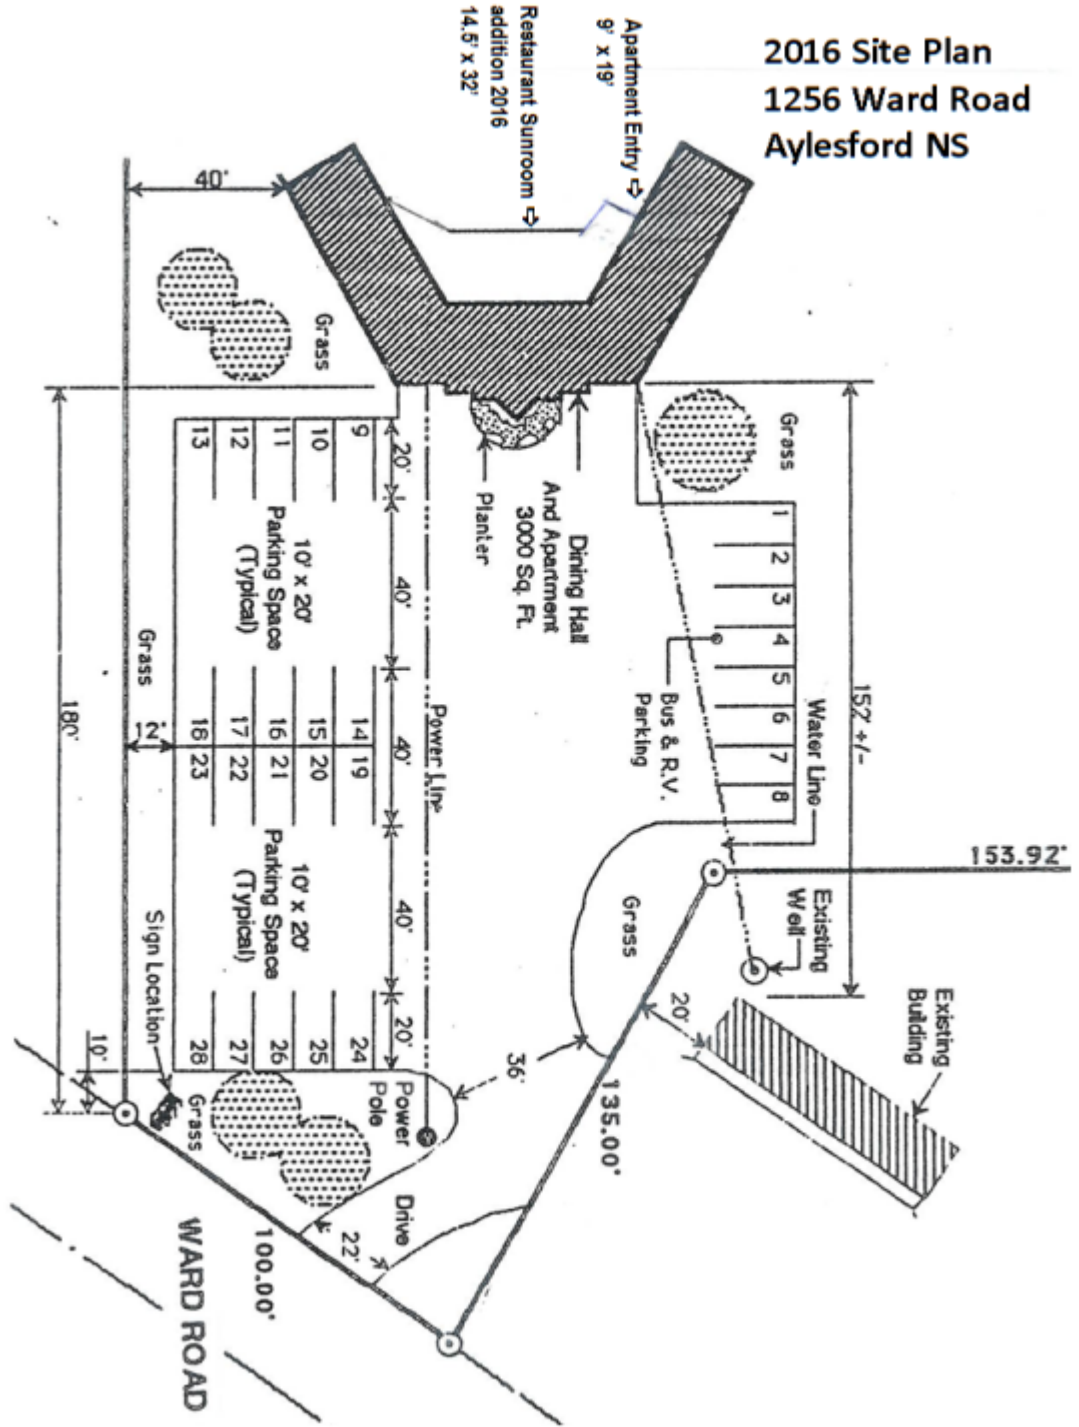 2016 Site Plan
1256 Ward Road
Aylesford NS
Apartment Entry
9' x 19'
Restaurant Sunroom
addition 2016
14.5' x 32'
40'
Grass
Grass
Dining Hall
And Apartment
3000 Sq. Ft.
Planter
13
12
11
10
9
20'
10' x 20'
Parking Space
(Typical)
40'
1
2
3
4
5
6
7
8
Bus & R.V.
Parking
Water Line
152' +/-
153.92'
Grass
180'
12'
18
17
16
15
14
23
22
21
20
19
40'
Power Line
10' x 20'
Parking Space
(Typical)
40'
Grass
Existing
Well
Existing
Building
20'
Sign Location
10'
28
27
26
25
24
20'
Grass
Power
Pole
36'
135.00'
Drive
22'
100.00'
WARD ROAD